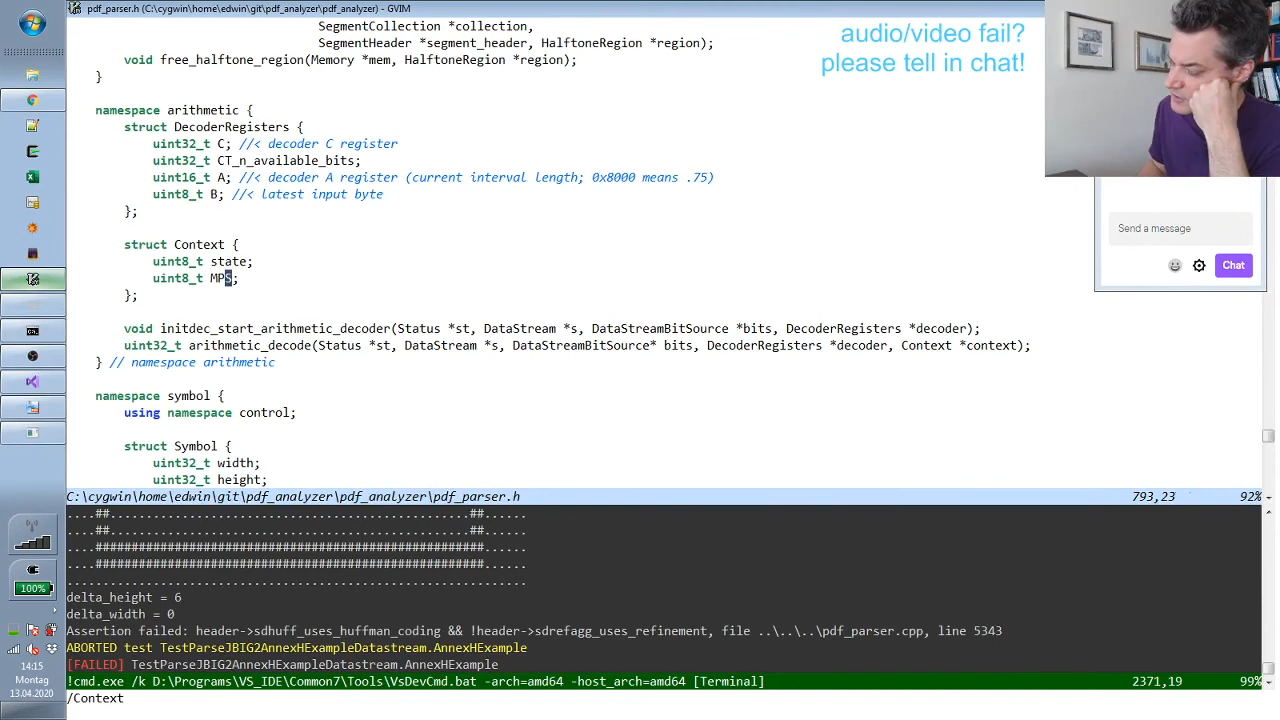 pdf_parser.h (C:\cygwin\home\edwin\git\pdf_analyzer\pdf_analyzer) - GVIM
SegmentCollection *collection,
SegmentHeader *segment_header, HalftoneRegion *region);
void free_halftone_region(Memory *mem, HalftoneRegion *region);
}
audio/video fail?
please tell in chat!
namespace arithmetic {
struct DecoderRegisters {
uint32_t C; //< decoder C register
uint32_t CT_n_available_bits;
uint16_t A; //< decoder A register (current interval length; 0x8000 means .75)
uint8_t B; //< latest input byte
};
struct Context {
uint8_t state;
uint8_t MPS;
};
void initdec_start_arithmetic_decoder(Status *st, DataStream *s, DataStreamBitSource *bits, DecoderRegisters *decoder);
uint32_t arithmetic_decode(Status *st, DataStream *s, DataStreamBitSource* bits, DecoderRegisters *decoder, Context *context);
} // namespace arithmetic
namespace symbol {
using namespace control;
struct Symbol {
uint32_t width;
uint32_t height;
Send a message
Chat
C:\cygwin\home\edwin\git\pdf_analyzer\pdf_analyzer\pdf_parser.h 793,23 92%
....##..................................................##......
....##..................................................##......
....######################################################......
....######################################################......
................................................................
delta_height = 6
delta_width = 0
Assertion failed: header->sdhuff_uses_huffman_coding && !header->sdrefagg_uses_refinement, file ..\..\..\pdf_parser.cpp, line 5343
ABORTED test TestParseJBIG2AnnexHExampleDatastream.AnnexHExample
[FAILED] TestParseJBIG2AnnexHExampleDatastream.AnnexHExample
!cmd.exe /k D:\Programs\VS_IDE\Common7\Tools\VsDevCmd.bat -arch=amd64 -host_arch=amd64 [Terminal] 2371,19 99%
/Context
100%
14:15
Montag
13.04.2020